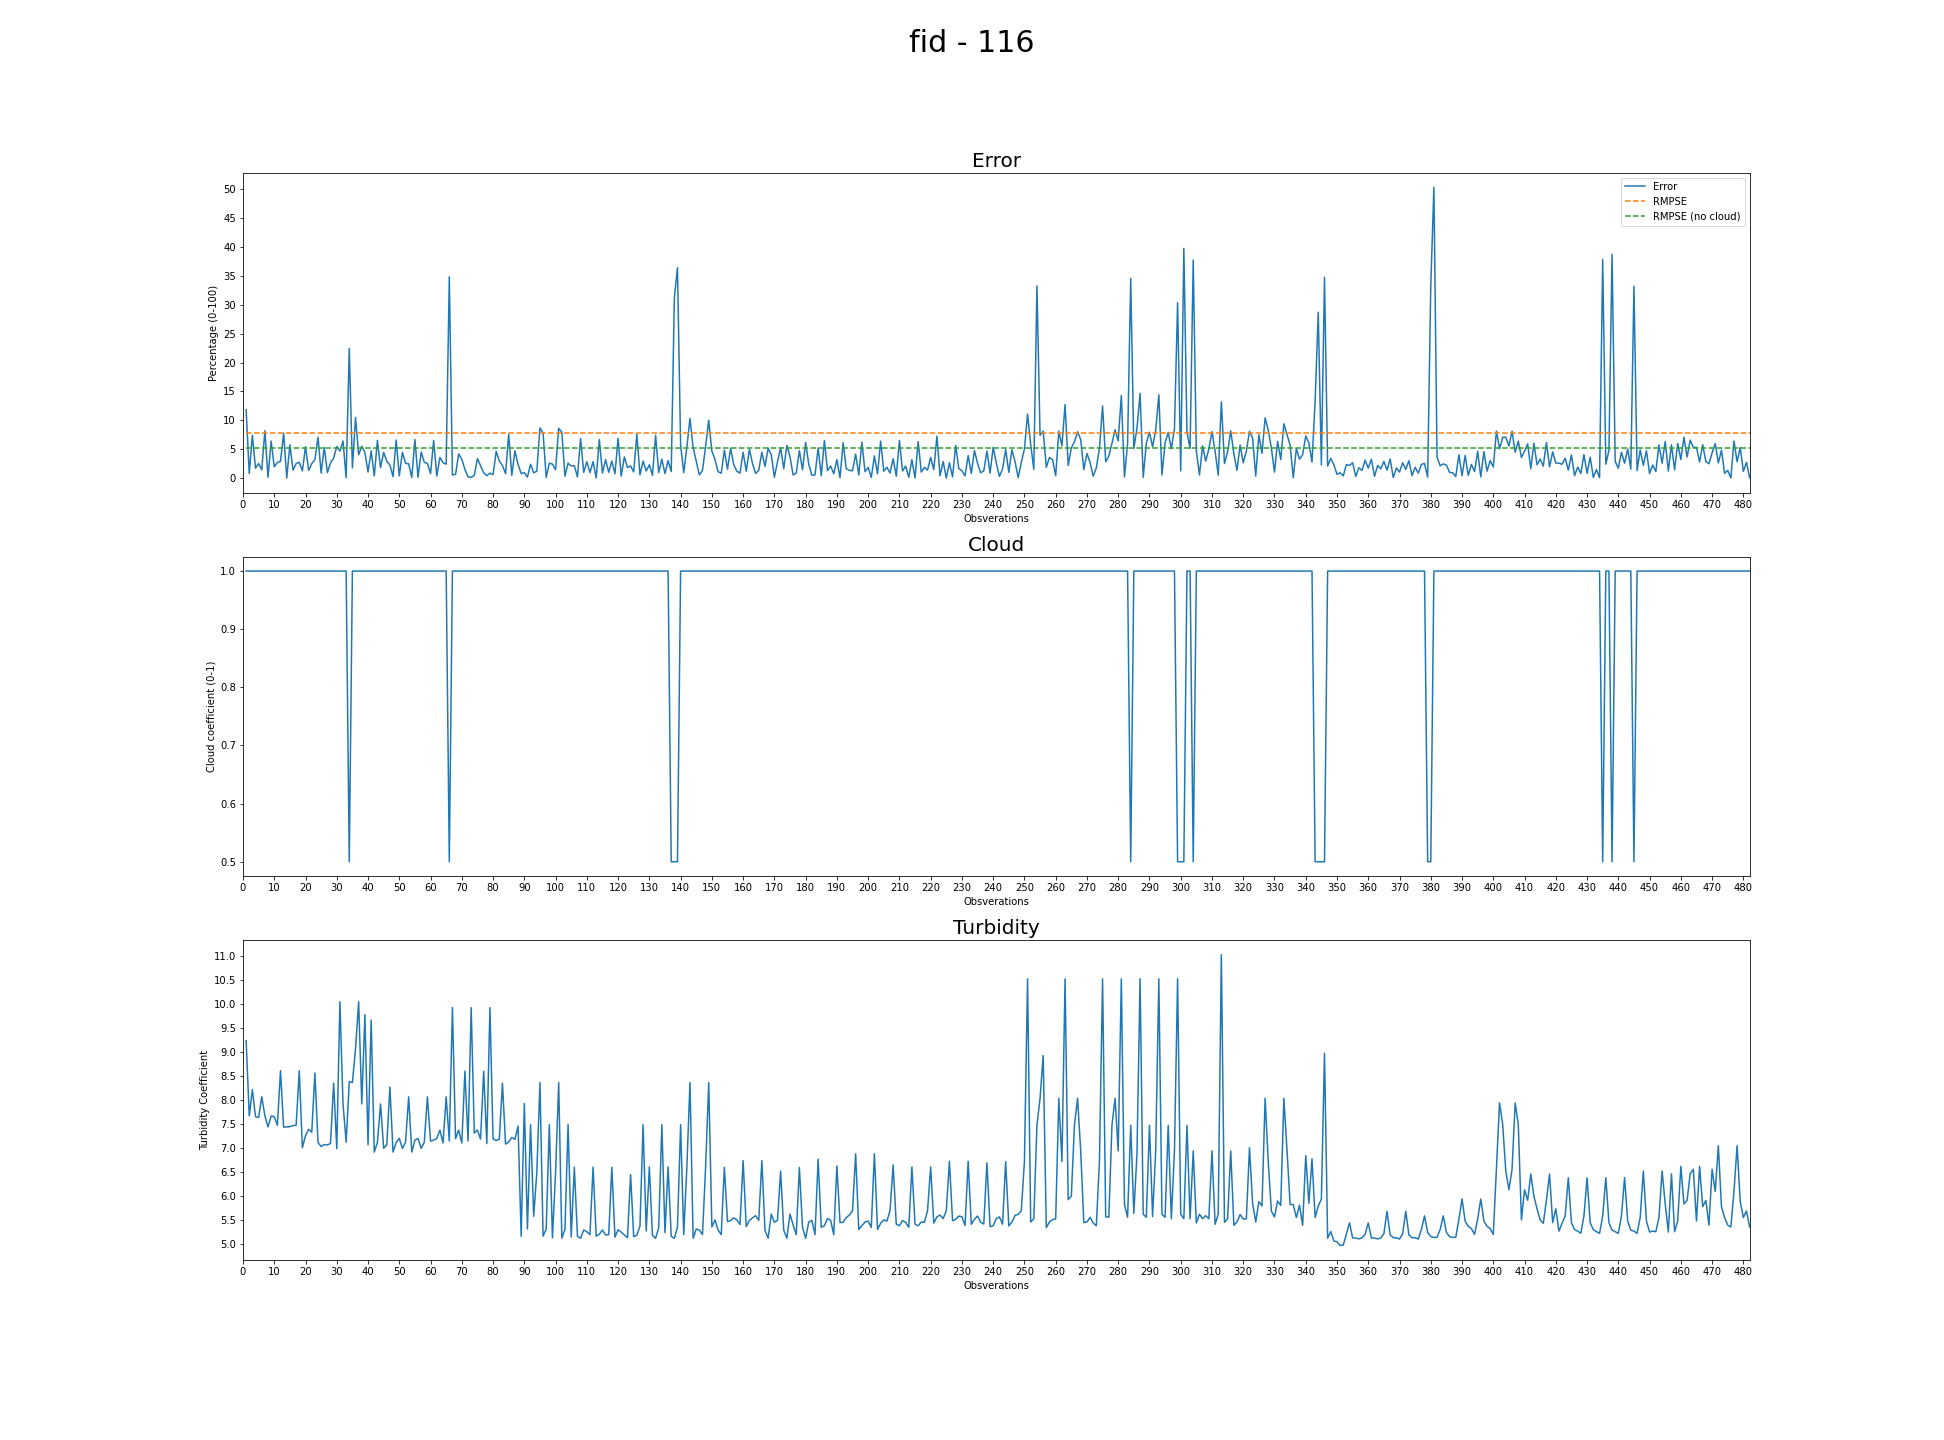 fid - 116
Error
50
45
40
35
30
25
20
15
10
5
0
Percentage (0-100)
Error
RMPSE
RMPSE (no cloud)
0 10 20 30 40 50 60 70 80 90 100 110 120 130 140 150 160 170 180 190 200 210 220 230 240 250 260 270 280 290 300 310 320 330 340 350 360 370 380 390 400 410 420 430 440 450 460 470 480
Obsverations
Cloud
1.0
0.9
0.8
0.7
0.6
0.5
Cloud coefficient (0-1)
0 10 20 30 40 50 60 70 80 90 100 110 120 130 140 150 160 170 180 190 200 210 220 230 240 250 260 270 280 290 300 310 320 330 340 350 360 370 380 390 400 410 420 430 440 450 460 470 480
Obsverations
Turbidity
11.0
10.5
10.0
9.5
9.0
8.5
8.0
7.5
7.0
6.5
6.0
5.5
5.0
Turbidity Coefficient
0 10 20 30 40 50 60 70 80 90 100 110 120 130 140 150 160 170 180 190 200 210 220 230 240 250 260 270 280 290 300 310 320 330 340 350 360 370 380 390 400 410 420 430 440 450 460 470 480
Obsverations